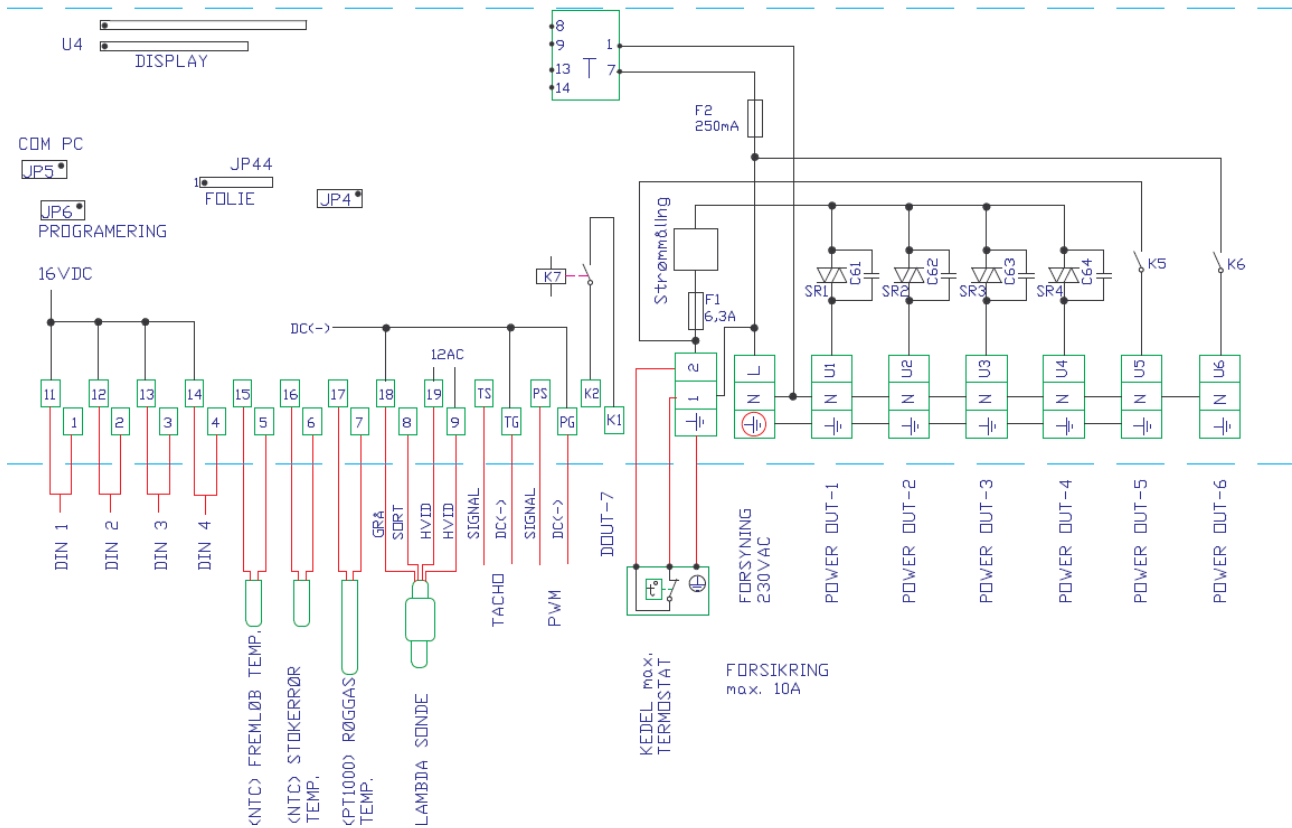 U4
DISPLAY
8
9
13
14
T
1
7
F2
250mA
COM PC
JP5
JP6
PROGRAMERING
JP44
1
FOLIE
JP4
16VDC
K7
Strømmåling
F1
6,3A
SR1
C61
SR2
C62
SR3
C63
SR4
C64
K5
K6
DC(-)
12AC
11
12
13
14
15
16
17
18
19
TS
PS
K2
1
2
3
4
5
6
7
8
9
TG
PG
K1
2
1
L
N
U1
N
U2
N
U3
N
U4
N
U5
N
U6
N
DIN 1
DIN 2
DIN 3
DIN 4
GRÅ
SORT
HVID
HVID
SIGNAL
DC(-)
SIGNAL
DC(-)
TACHO
PWM
DOUT-7
t°
FORSYNING
230VAC
POWER OUT-1
POWER OUT-2
POWER OUT-3
POWER OUT-4
POWER OUT-5
POWER OUT-6
(NTC) FREMLØB TEMP.
(NTC) STOKERRØR
TEMP.
(PT1000) RØGGAS
TEMP.
LAMBDA SONDE
KEDEL max.
TERMOSTAT
FORSIKRING
max. 10A